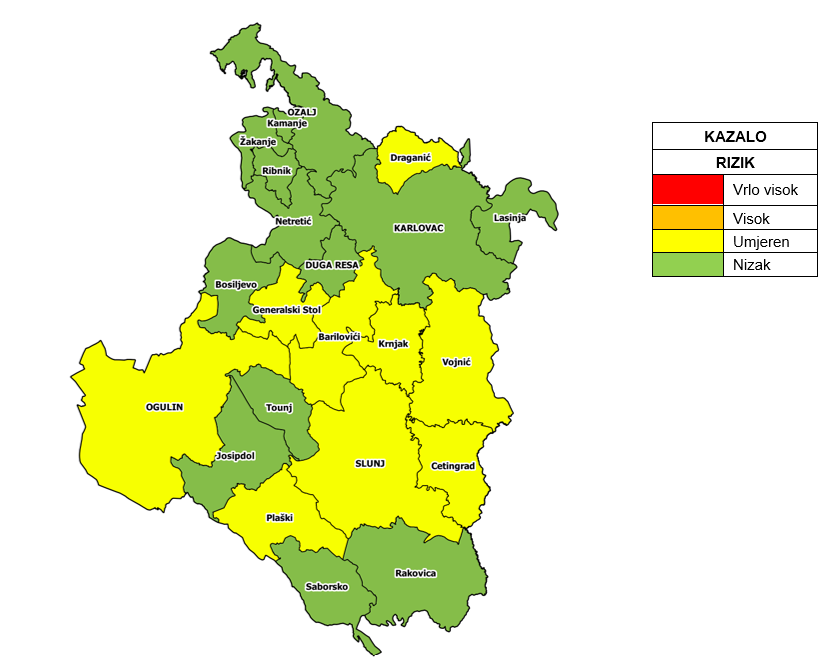 OZALJ
Kamanje
Žakanje
Draganić
Ribnik
Lasinja
Netretić
KARLOVAC
DUGA RESA
Bosiljevo
Generalski Stol
Barilovići
Krnjak
Vojnić
OGULIN
Tounj
Josipdol
SLUNJ
Cetingrad
Plaški
Rakovica
Saborsko
KAZALO
RIZIK
Vrlo visok
Visok
Umjeren
Nizak